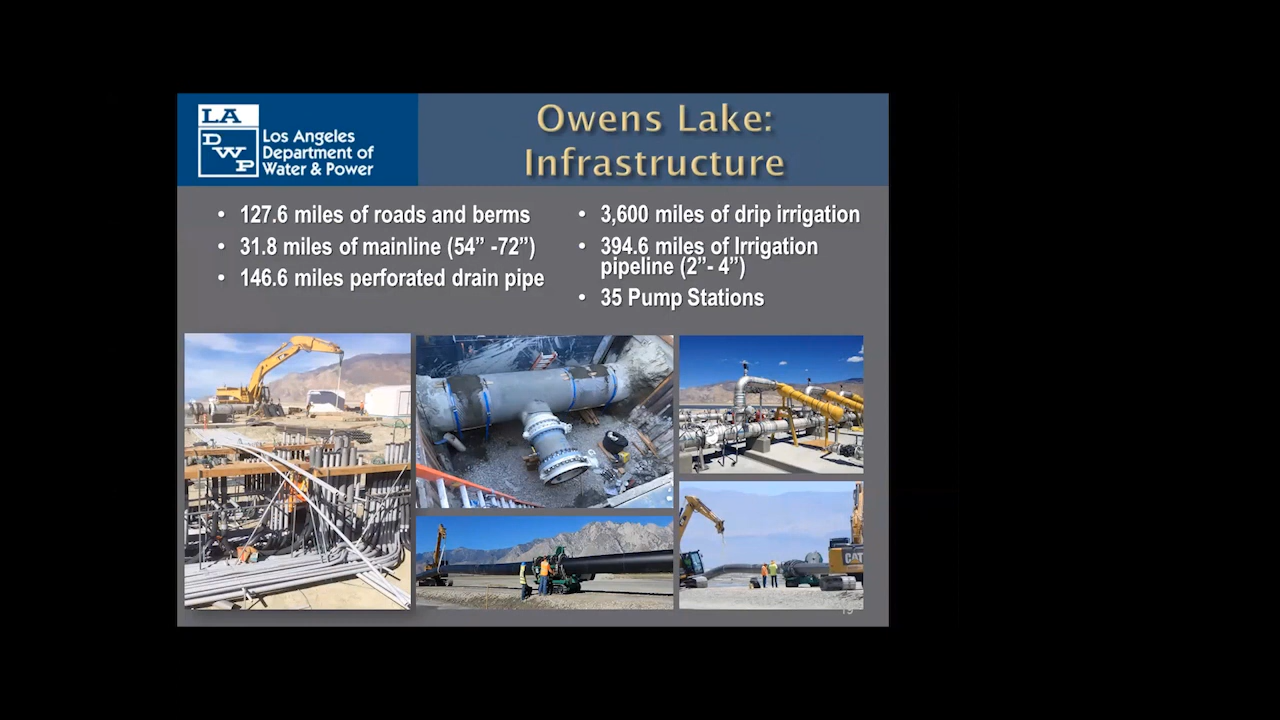 LA
DWP
Los Angeles
Department of
Water & Power
Owens Lake:
Infrastructure
• 127.6 miles of roads and berms
• 31.8 miles of mainline (54” -72”)
• 146.6 miles perforated drain pipe
• 3,600 miles of drip irrigation
• 394.6 miles of Irrigation
pipeline (2”- 4”)
• 35 Pump Stations
CAT